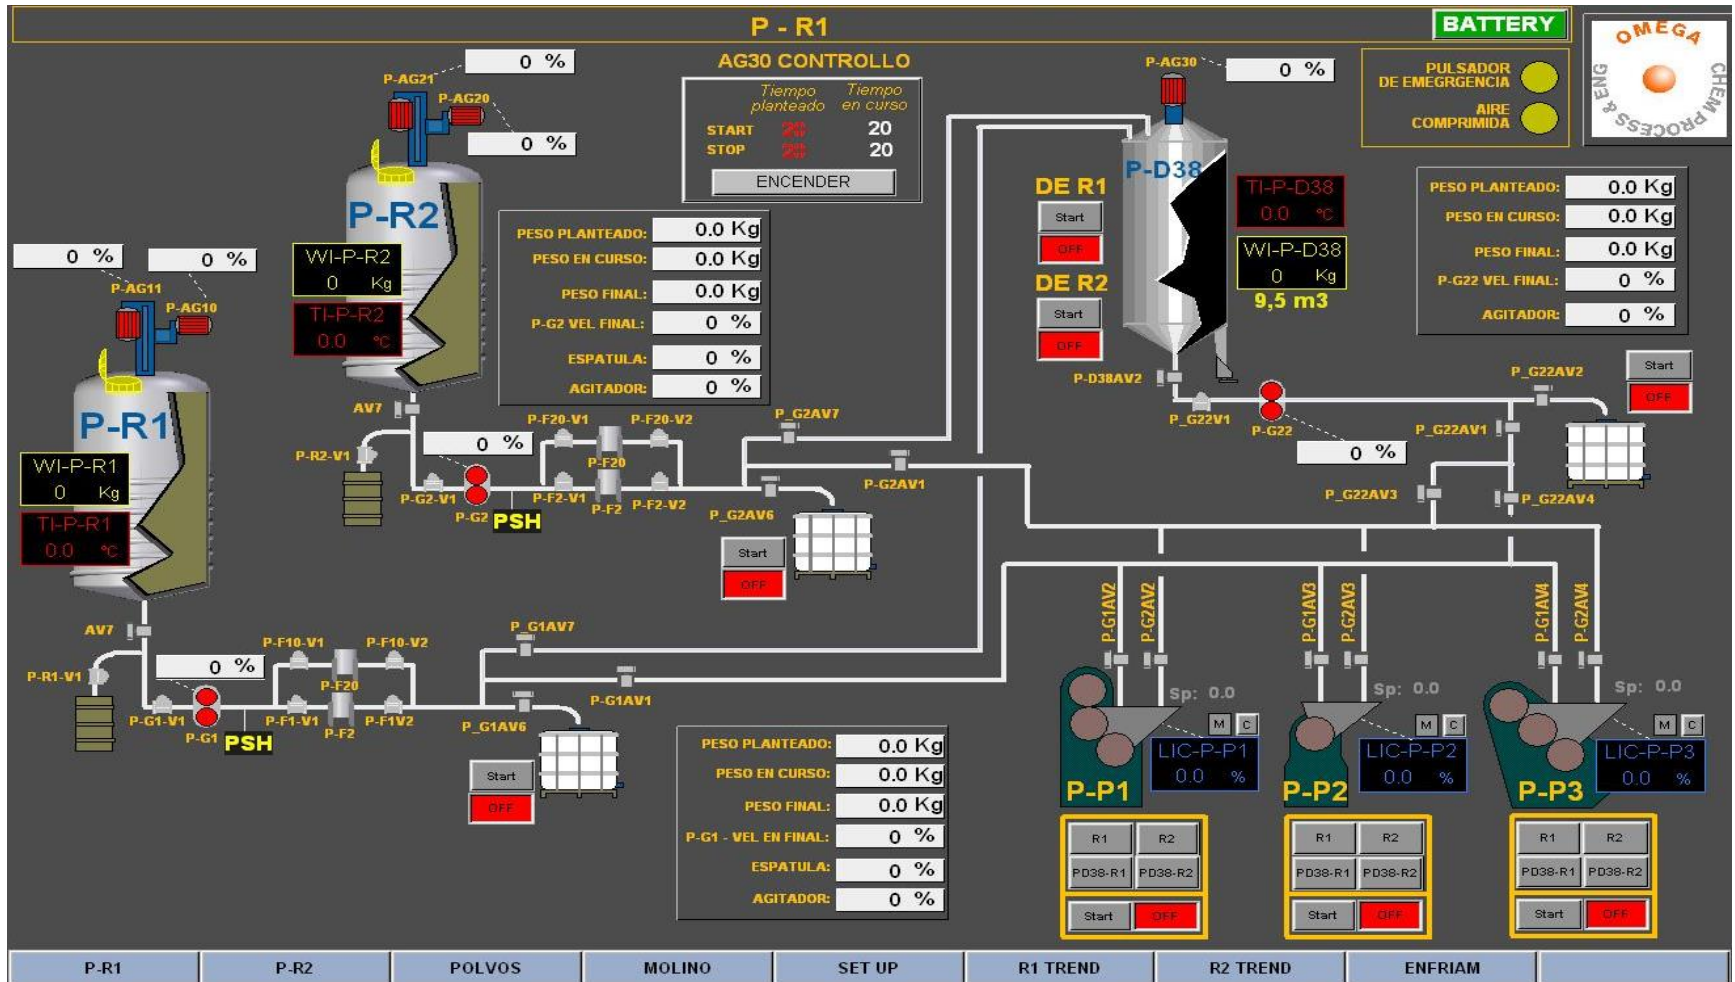 P - R1
BATTERY
OMEGA
CHEM PROCESS & ENG
PULSADOR
DE EMEGRGENCIA
AIRE
COMPRIMIDA
AG30 CONTROLLO
Tiempo planteado
Tiempo en curso
START 20 20
STOP 20 20
ENCENDER
P-AG21
0 %
P-AG20
0 %
P-R2
WI-P-R2
0 Kg
TI-P-R2
0.0 ºC
PESO PLANTEADO: 0.0 Kg
PESO EN CURSO: 0.0 Kg
PESO FINAL: 0.0 Kg
P-G2 VEL FINAL: 0 %
ESPATULA: 0 %
AGITADOR: 0 %
P-AG30
0 %
P-D38
DE R1
Start
OFF
DE R2
Start
OFF
TI-P-D38
0.0 ºC
WI-P-D38
0 Kg
9,5 m3
PESO PLANTEADO: 0.0 Kg
PESO EN CURSO: 0.0 Kg
PESO FINAL: 0.0 Kg
P-G22 VEL FINAL: 0 %
AGITADOR: 0 %
0 %
0 %
P-AG11
P-AG10
P-R1
WI-P-R1
0 Kg
TI-P-R1
0.0 ºC
AV7
P-R2-V1
0 %
P-G2-V1
P-G2
PSH
P-F20-V1
P-F20-V2
P-F20
P-F2-V1
P-F2
P-F2-V2
P_G2AV7
P-G2AV1
P_G2AV6
Start
OFF
P-D38AV2
P_G22V1
P-G22
0 %
P_G22AV2
Start
OFF
P_G22AV1
P_G22AV3
P_G22AV4
AV7
P-R1-V1
0 %
P-G1-V1
P-G1
PSH
P-F10-V1
P-F10-V2
P-F20
P-F1-V1
P-F2
P-F1V2
P_G1AV7
P-G1AV1
P_G1AV6
Start
OFF
PESO PLANTEADO: 0.0 Kg
PESO EN CURSO: 0.0 Kg
PESO FINAL: 0.0 Kg
P-G1 - VEL EN FINAL: 0 %
ESPATULA: 0 %
AGITADOR: 0 %
P-G1AV2
P-G2AV2
P-G1AV3
P-G2AV3
P-G1AV4
P-G2AV4
Sp: 0.0
M C
LIC-P-P1
0.0 %
P-P1
R1 R2
PD38-R1 PD38-R2
Start OFF
Sp: 0.0
M C
LIC-P-P2
0.0 %
P-P2
R1 R2
PD38-R1 PD38-R2
Start OFF
Sp: 0.0
M C
LIC-P-P3
0.0 %
P-P3
R1 R2
PD38-R1 PD38-R2
Start OFF
P-R1 P-R2 POLVOS MOLINO SET UP R1 TREND R2 TREND ENFRIAM